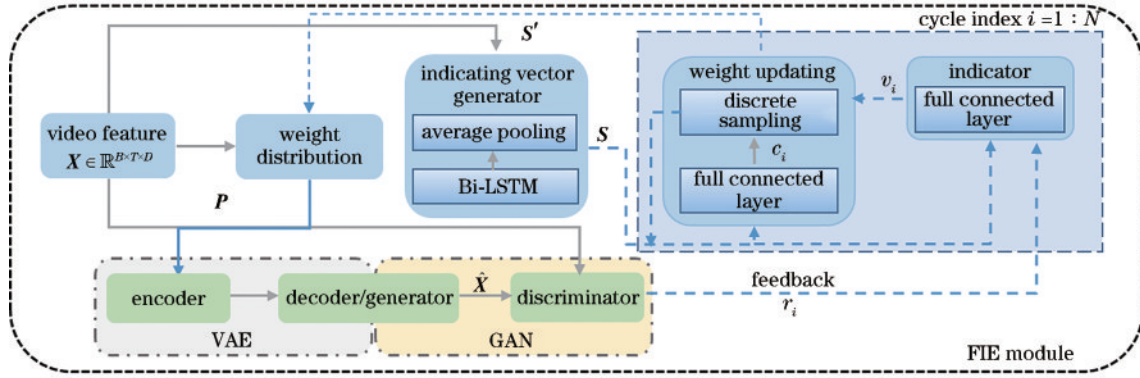 cycle index i =1 : N
S′
indicating vector
generator
average pooling
Bi-LSTM
weight updating
discrete
sampling
c_i
full connected
layer
v_i
indicator
full connected
layer
video feature
X ∈ ℝ^{B×T×D}
weight
distribution
S
P
encoder
decoder/generator
X̂
discriminator
feedback
r_i
VAE
GAN
FIE module